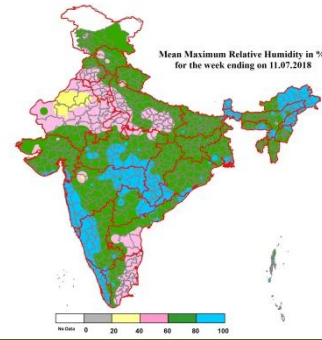 Mean Maximum Relative Humidity in %
for the week ending on 11.07.2018
No Data 0 20 40 60 80 100